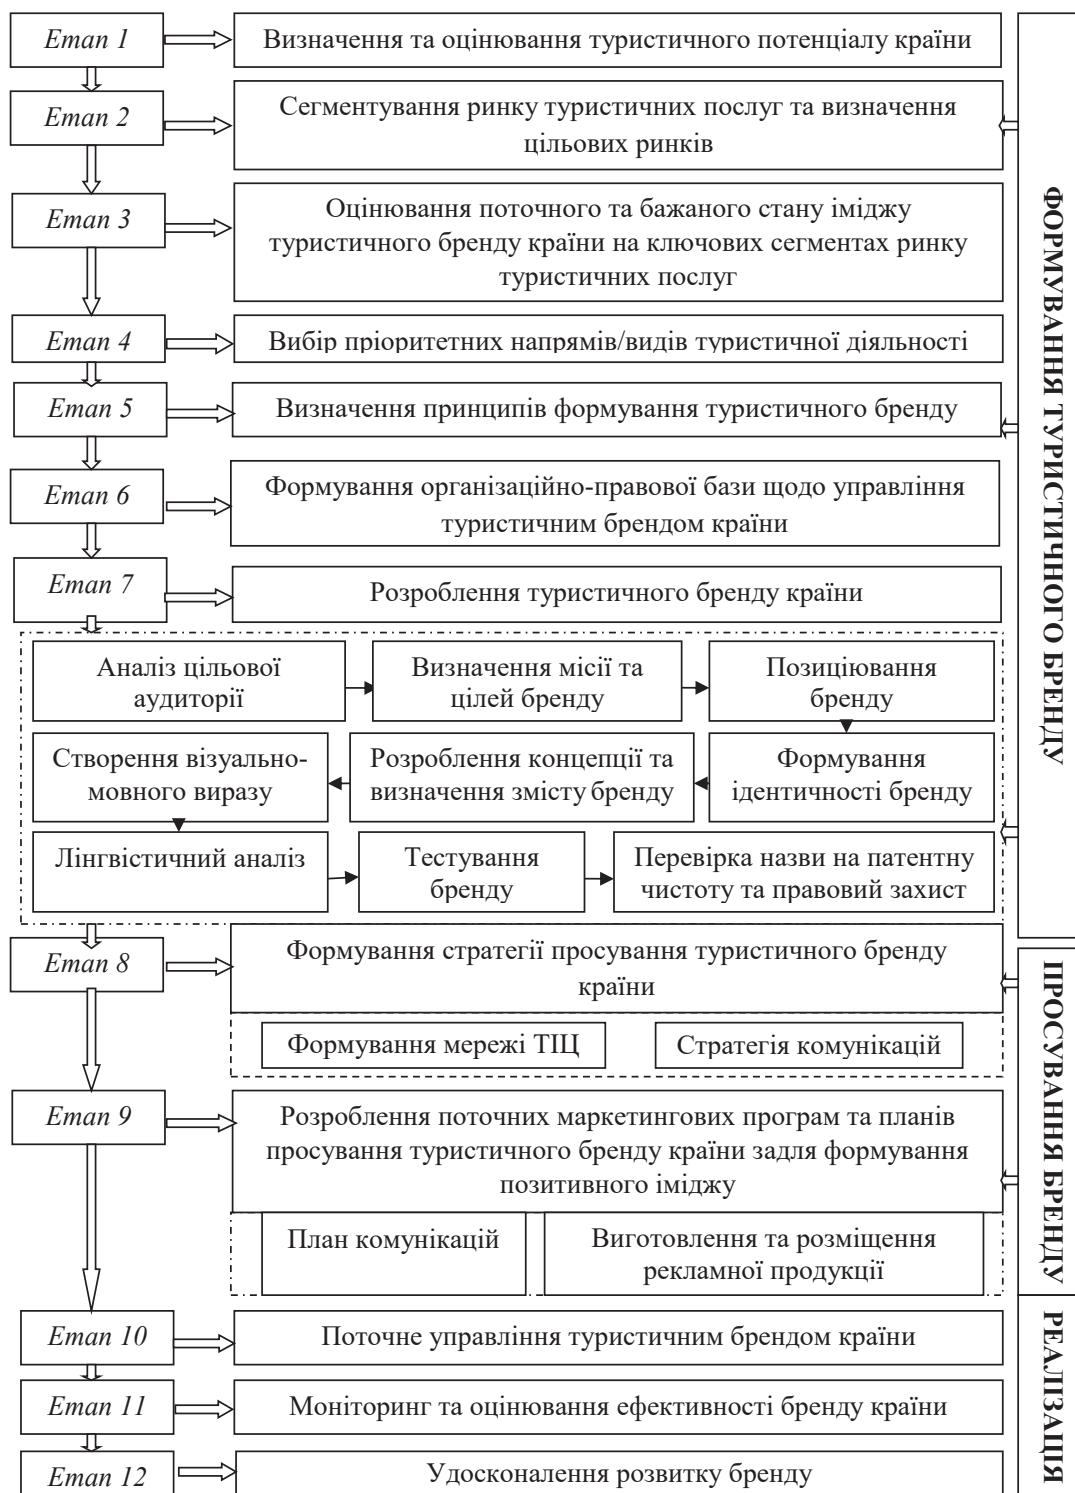 Етап 1
Визначення та оцінювання туристичного потенціалу країни
Етап 2
Сегментування ринку туристичних послуг та визначення
цільових ринків
Етап 3
Оцінювання поточного та бажаного стану іміджу
туристичного бренду країни на ключових сегментах ринку
туристичних послуг
Етап 4
Вибір пріоритетних напрямів/видів туристичної діяльності
Етап 5
Визначення принципів формування туристичного бренду
Етап 6
Формування організаційно-правової бази щодо управління
туристичним брендом країни
Етап 7
Розроблення туристичного бренду країни
Аналіз цільової
аудиторії
Визначення місії та
цілей бренду
Позиціювання
бренду
Створення візуально-
мовного виразу
Розроблення концепції та
визначення змісту бренду
Формування
ідентичності бренду
Лінгвістичний аналіз
Тестування
бренду
Перевірка назви на патентну
чистоту та правовий захист
ФОРМУВАННЯ ТУРИСТИЧНОГО БРЕНДУ
Етап 8
Формування стратегії просування туристичного бренду
країни
Формування мережі ТІЦ
Стратегія комунікацій
Етап 9
Розроблення поточних маркетингових програм та планів
просування туристичного бренду країни задля формування
позитивного іміджу
План комунікацій
Виготовлення та розміщення
рекламної продукції
ПРОСУВАННЯ БРЕНДУ
Етап 10
Поточне управління туристичним брендом країни
Етап 11
Моніторинг та оцінювання ефективності бренду країни
Етап 12
Удосконалення розвитку бренду
РЕАЛІЗАЦІЯ